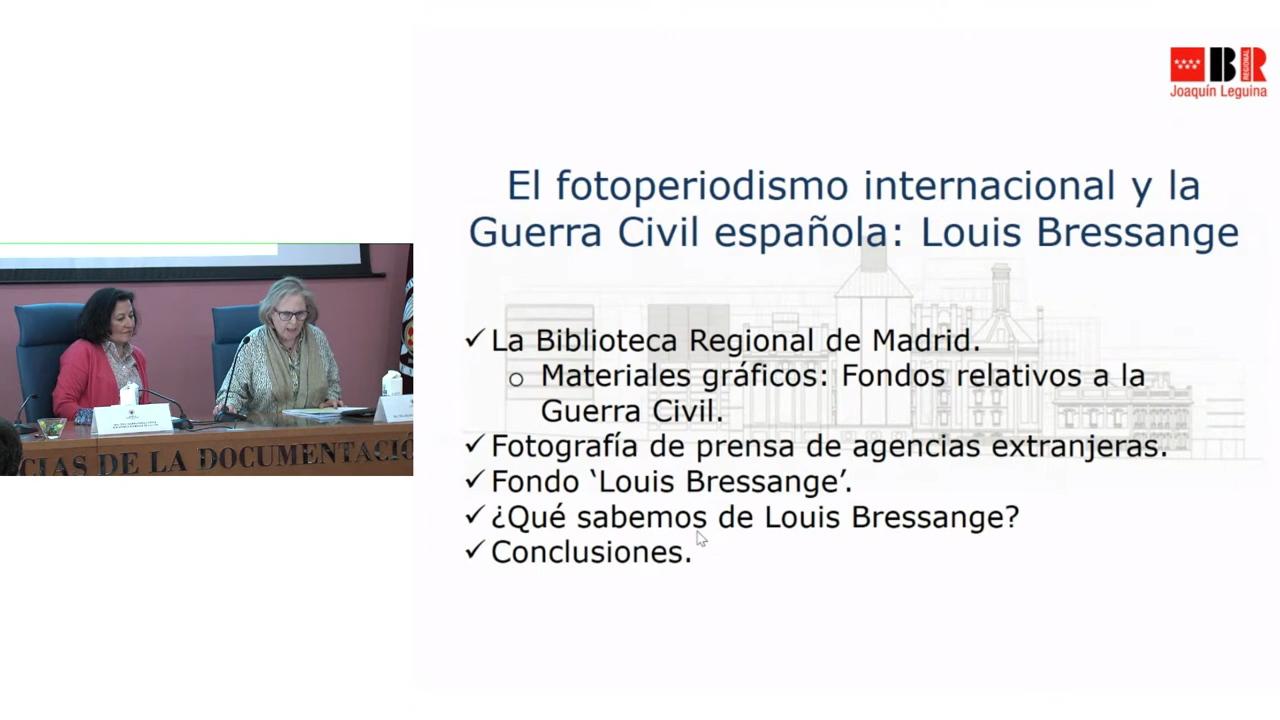 BR
REGIONAL
Joaquín Leguina
El fotoperiodismo internacional y la
Guerra Civil española: Louis Bressange
✓ La Biblioteca Regional de Madrid.
o Materiales gráficos: Fondos relativos a la
Guerra Civil.
✓ Fotografía de prensa de agencias extranjeras.
✓ Fondo ‘Louis Bressange’.
✓ ¿Qué sabemos de Louis Bressange?
✓ Conclusiones.
CIAS DE LA DOCUMENTACIÓ